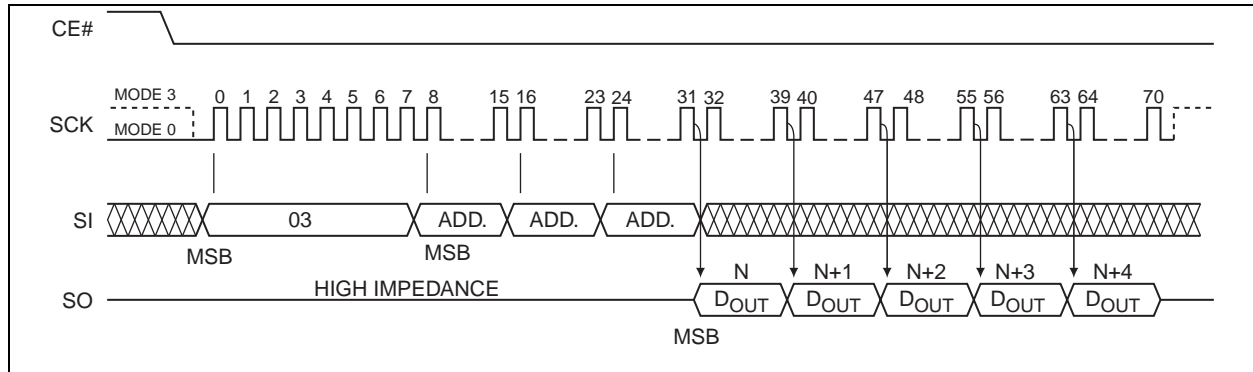 CE#
MODE 3
0 1 2 3 4 5 6 7 8 15 16 23 24 31 32 39 40 47 48 55 56 63 64 70
SCK
MODE 0
SI
03 ADD. ADD. ADD.
MSB MSB
N N+1 N+2 N+3 N+4
HIGH IMPEDANCE
SO
DOUT DOUT DOUT DOUT DOUT
MSB